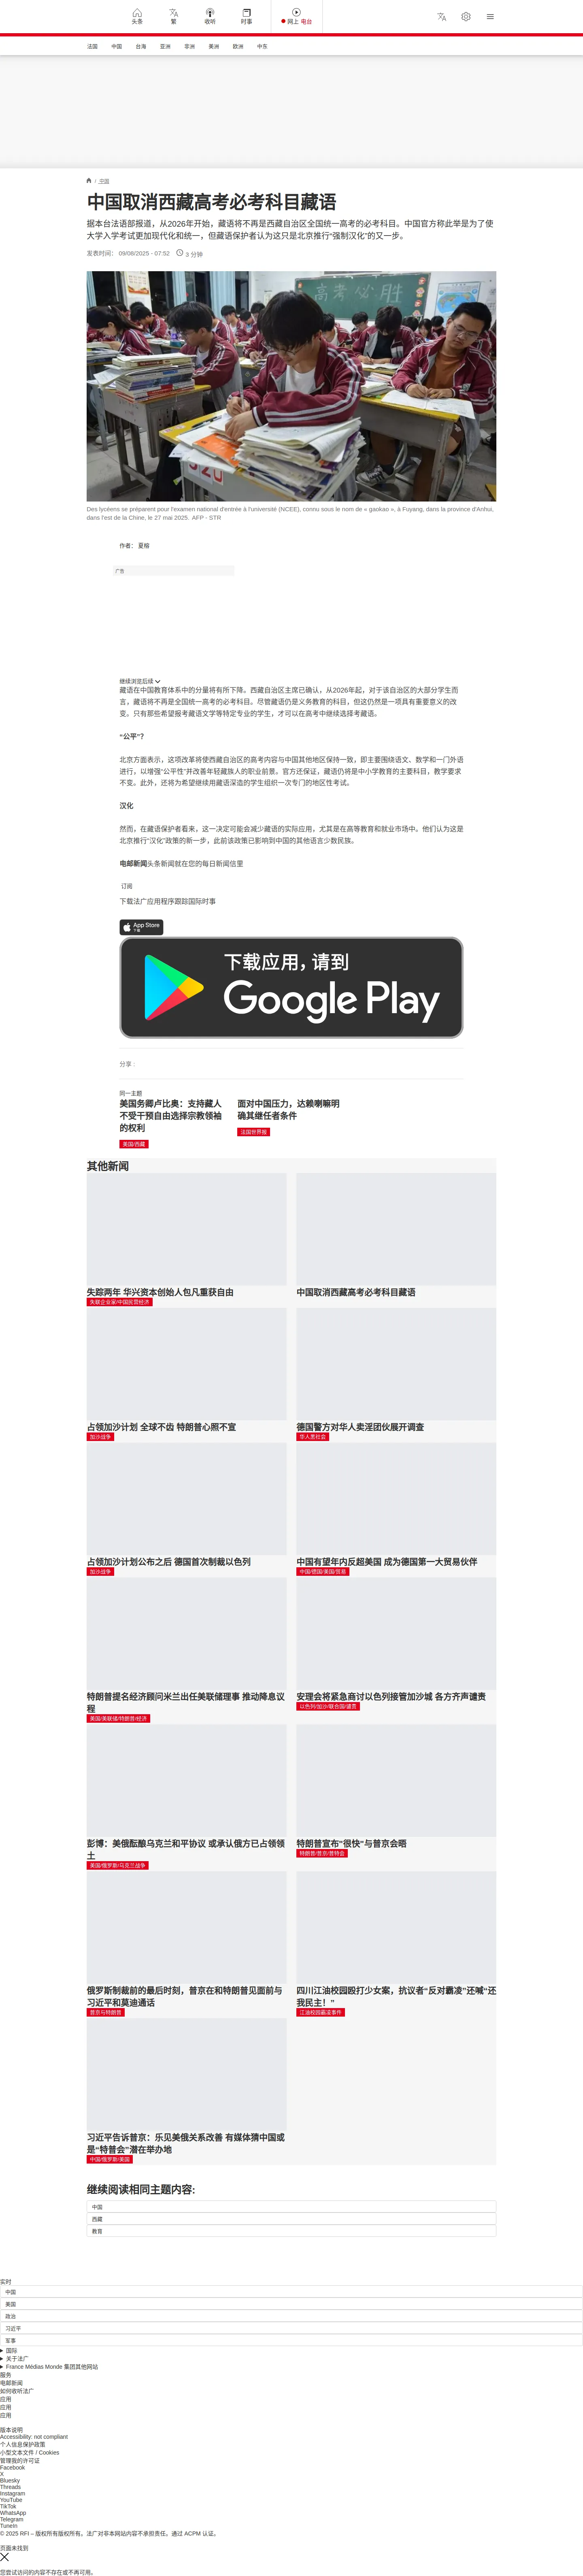 头条
繁
收听
时事
网上 电台
法国
中国
台海
亚洲
非洲
美洲
欧洲
中东
/ 中国
中国取消西藏高考必考科目藏语
据本台法语部报道，从2026年开始，藏语将不再是西藏自治区全国统一高考的必考科目。中国官方称此举是为了使
大学入学考试更加现代化和统一，但藏语保护者认为这只是北京推行“强制汉化”的又一步。
发表时间： 09/08/2025 - 07:52
3 分钟
高考必胜
Des lycéens se préparent pour l'examen national d'entrée à l'université (NCEE), connu sous le nom de « gaokao », à Fuyang, dans la province d'Anhui,
dans l'est de la Chine, le 27 mai 2025. AFP - STR
作者： 夏榕
广告
继续浏览后续
藏语在中国教育体系中的分量将有所下降。西藏自治区主席已确认，从2026年起，对于该自治区的大部分学生而
言，藏语将不再是全国统一高考的必考科目。尽管藏语仍是义务教育的科目，但这仍然是一项具有重要意义的改
变。只有那些希望报考藏语文学等特定专业的学生，才可以在高考中继续选择考藏语。
“公平”？
北京方面表示，这项改革将使西藏自治区的高考内容与中国其他地区保持一致，即主要围绕语文、数学和一门外语
进行，以增强“公平性”并改善年轻藏族人的职业前景。官方还保证，藏语仍将是中小学教育的主要科目，教学要求
不变。此外，还将为希望继续用藏语深造的学生组织一次专门的地区性考试。
汉化
然而，在藏语保护者看来，这一决定可能会减少藏语的实际应用，尤其是在高等教育和就业市场中。他们认为这是
北京推行“汉化”政策的新一步，此前该政策已影响到中国的其他语言少数民族。
电邮新闻头条新闻就在您的每日新闻信里
订阅
下载法广应用程序跟踪国际时事
App Store
下载
下载应用，请到
Google Play
分享 :
同一主题
美国务卿卢比奥：支持藏人
不受干预自由选择宗教领袖
的权利
美国/西藏
面对中国压力，达赖喇嘛明
确其继任者条件
法国世界报
其他新闻
失踪两年 华兴资本创始人包凡重获自由
失联企业家/中国民营经济
中国取消西藏高考必考科目藏语
占领加沙计划 全球不齿 特朗普心照不宣
加沙战争
德国警方对华人卖淫团伙展开调查
华人黑社会
占领加沙计划公布之后 德国首次制裁以色列
加沙战争
中国有望年内反超美国 成为德国第一大贸易伙伴
中国/德国/美国/贸易
特朗普提名经济顾问米兰出任美联储理事 推动降息议
程
美国/美联储/特朗普/经济
安理会将紧急商讨以色列接管加沙城 各方齐声谴责
以色列/加沙/联合国/谴责
彭博：美俄酝酿乌克兰和平协议 或承认俄方已占领领
土
美国/俄罗斯/乌克兰战争
特朗普宣布"很快"与普京会晤
特朗普/普京/普特会
俄罗斯制裁前的最后时刻，普京在和特朗普见面前与
习近平和莫迪通话
普京与特朗普
四川江油校园殴打少女案，抗议者“反对霸凌”还喊“还
我民主！”
江油校园霸凌事件
习近平告诉普京：乐见美俄关系改善 有媒体猜中国或
是“特普会”潜在举办地
中国/俄罗斯/美国
继续阅读相同主题内容:
中国
西藏
教育
实时
中国
美国
政治
习近平
军事
国际
关于法广
France Médias Monde 集团其他网站
服务
电邮新闻
如何收听法广
应用
应用
应用
版本说明
Accessibility: not compliant
个人信息保护政策
小型文本文件 / Cookies
管理我的许可证
Facebook
X
Bluesky
Threads
Instagram
YouTube
TikTok
WhatsApp
Telegram
TuneIn
© 2025 RFI – 版权所有版权所有。法广对非本网站内容不承担责任。通过 ACPM 认证。
页面未找到
您尝试访问的内容不存在或不再可用。